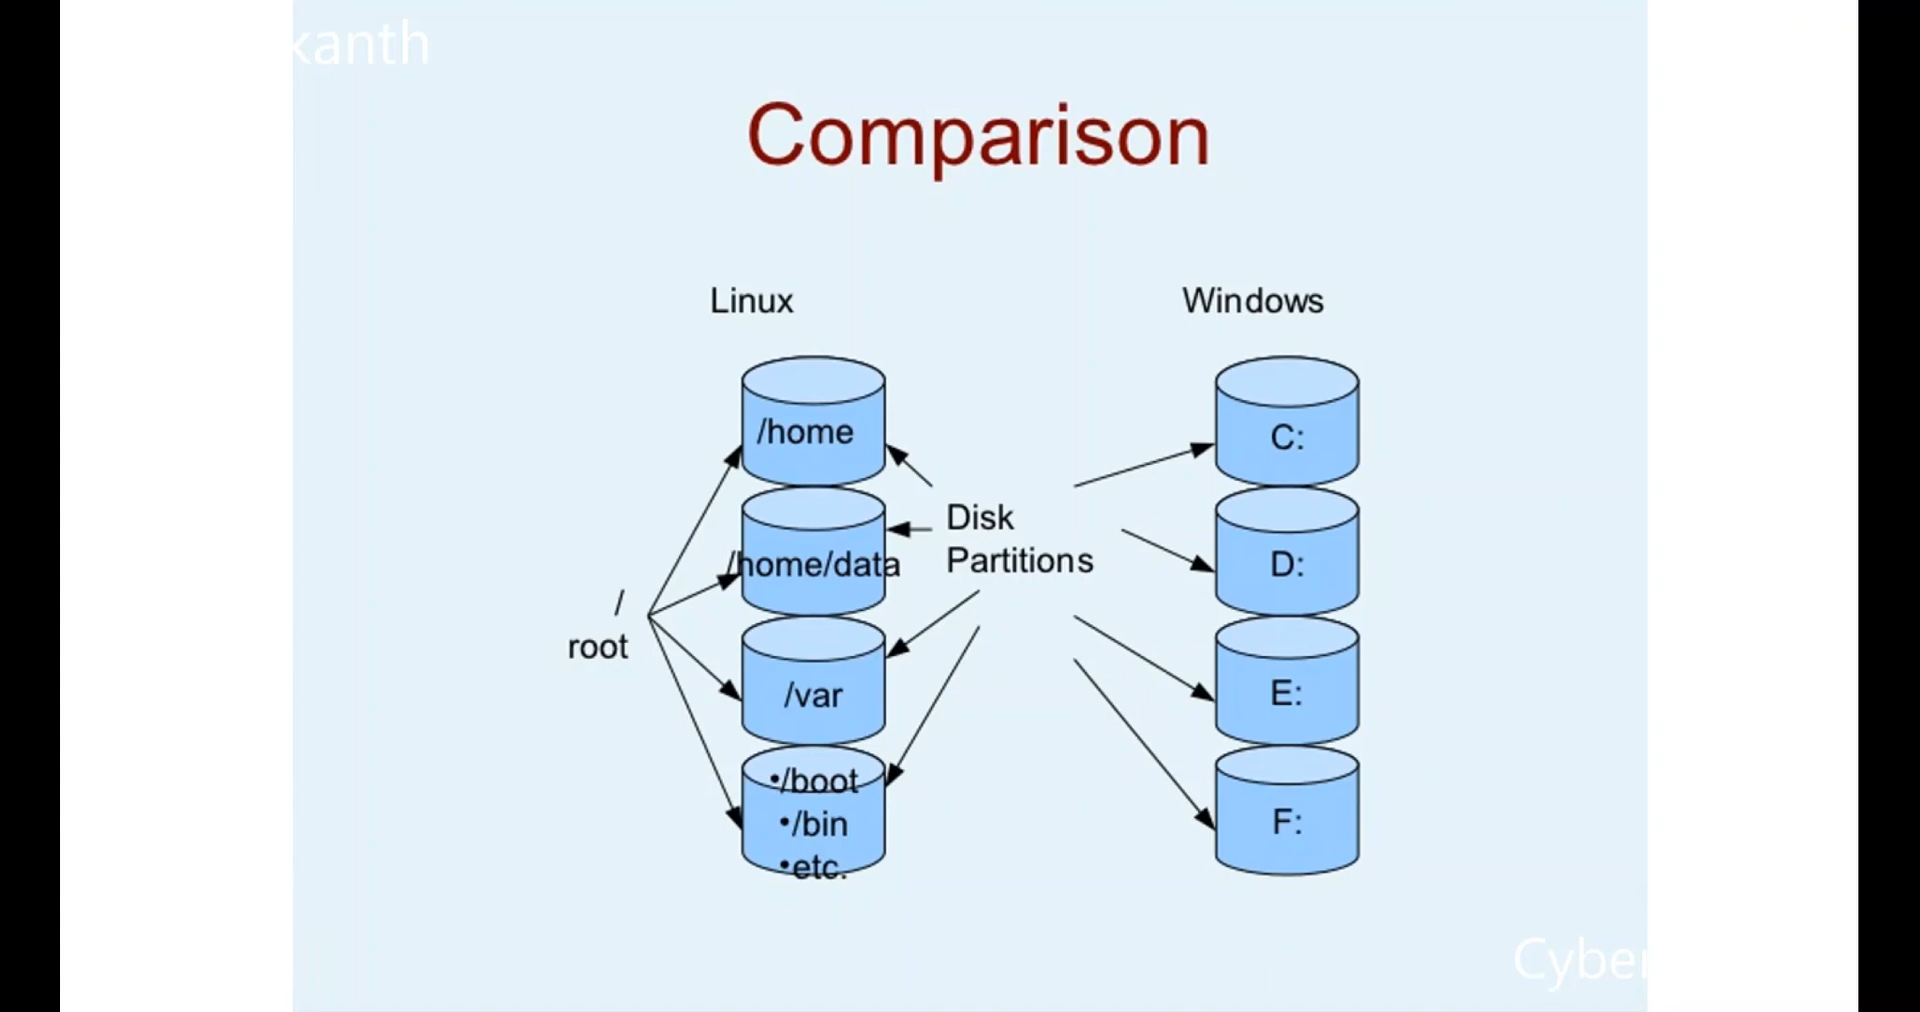 kanth
Comparison
Linux
Windows
/home
C:
Disk
Partitions
/home/data
D:
/
root
/var
E:
•/boot
•/bin
•etc.
F:
Cyber